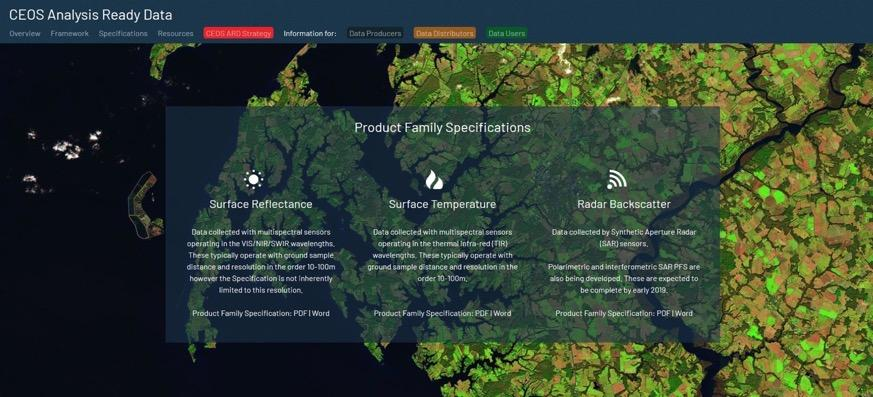 CEOS Analysis Ready Data
Overview Framework Specifications Resources CEOS ARD Strategy Information for: Data Producers Data Distributors Data Users
Product Family Specifications
Surface Reflectance
Data collected with multispectral sensors
operating in the VIS/NIR/SWIR wavelengths.
These typically operate with ground sample
distance and resolution in the order 10-100m
however the Specification is not inherently
limited to this resolution.
Product Family Specification: PDF | Word
Surface Temperature
Data collected with multispectral sensors
operating in the thermal infra-red (TIR)
wavelengths. These typically operate with
ground sample distance and resolution in the
order 10-100m.
Product Family Specification: PDF | Word
Radar Backscatter
Data collected by Synthetic Aperture Radar
(SAR) sensors.
Polarimetric and interferometric SAR PFS are
also being developed. These are expected to
be complete by early 2019.
Product Family Specification: PDF | Word